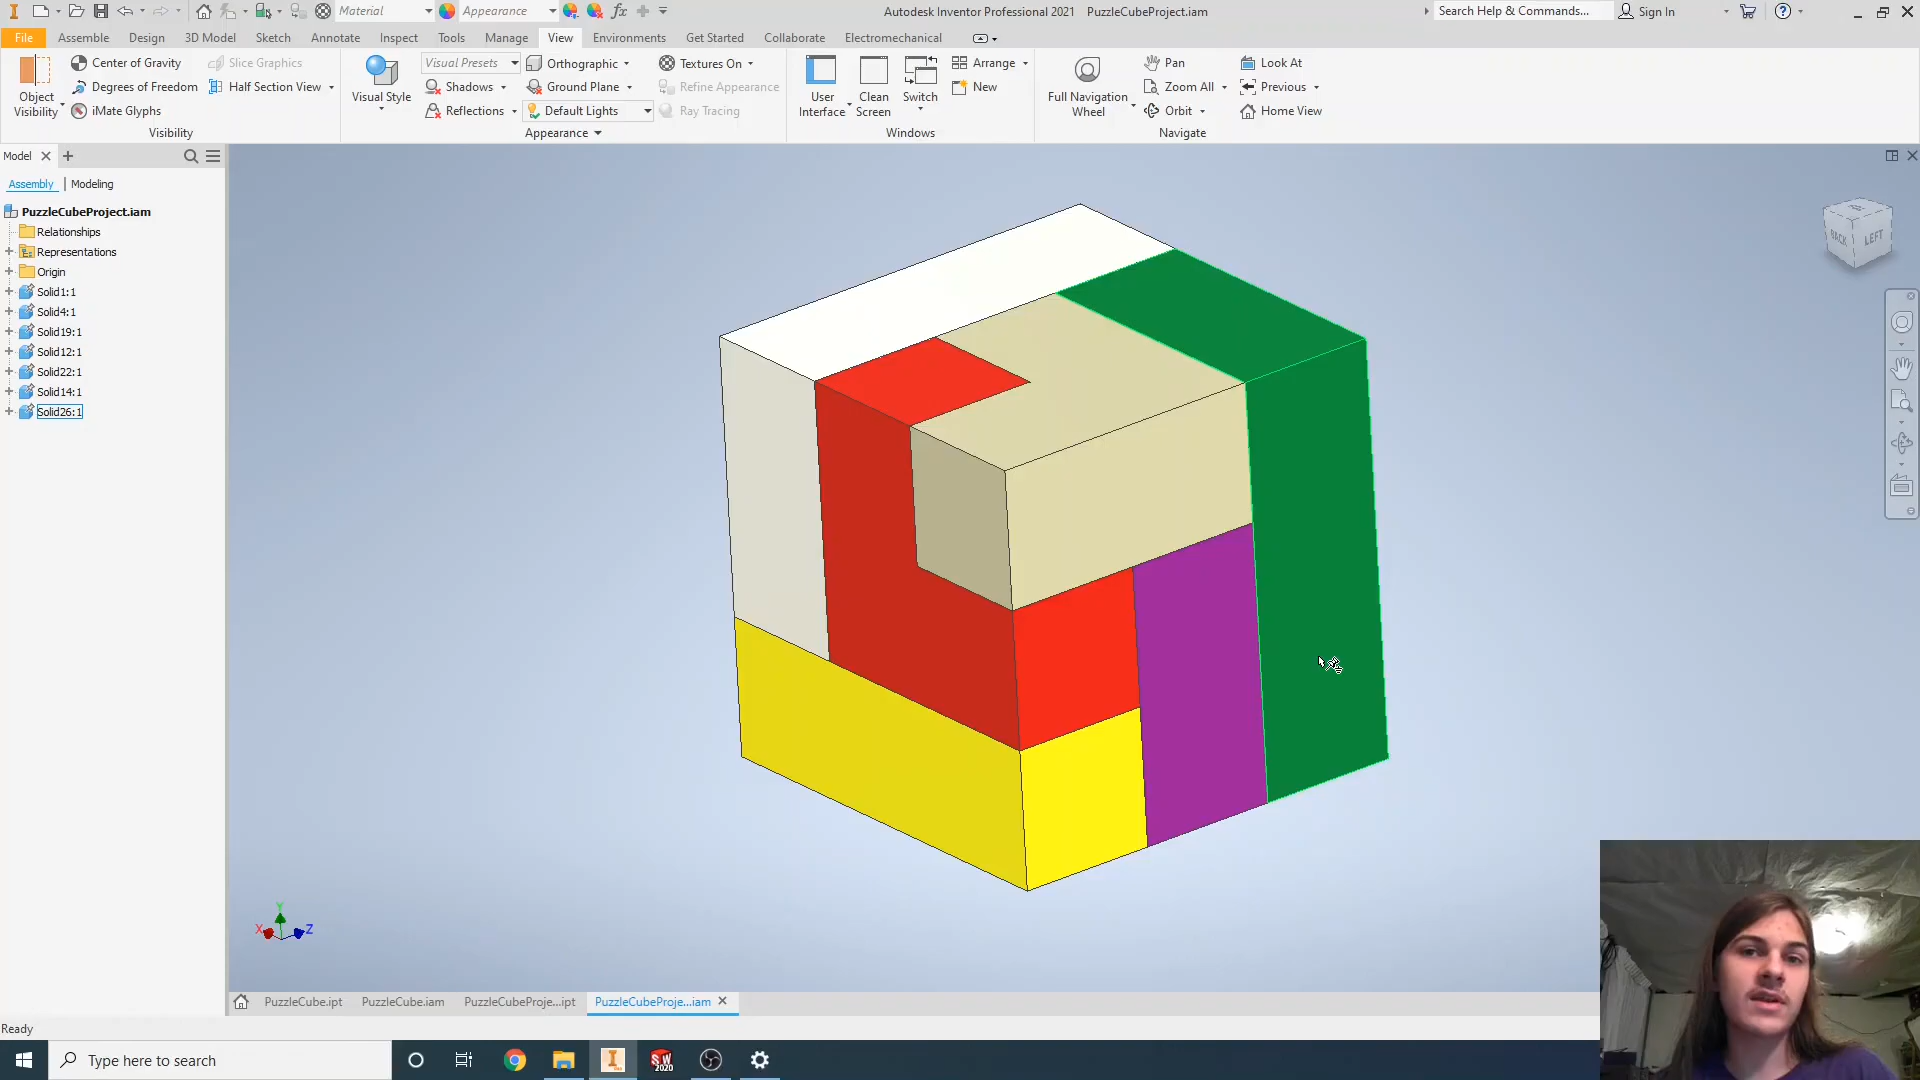 Material
Appearance
fx
Autodesk Inventor Professional 2021 PuzzleCubeProject.iam
Search Help & Commands...
Sign In
File
Assemble
Design
3D Model
Sketch
Annotate
Inspect
Tools
Manage
View
Environments
Get Started
Collaborate
Electromechanical
Object
Visibility
Center of Gravity
Degrees of Freedom
iMate Glyphs
Slice Graphics
Half Section View
Visibility
Visual Style
Visual Presets
Shadows
Reflections
Orthographic
Ground Plane
Default Lights
Textures On
Refine Appearance
Ray Tracing
Appearance
User
Interface
Clean
Screen
Switch
Arrange
New
Windows
Full Navigation
Wheel
Pan
Zoom All
Orbit
Look At
Previous
Home View
Navigate
Model
Assembly | Modeling
PuzzleCubeProject.iam
Relationships
Representations
Origin
Solid1:1
Solid4:1
Solid19:1
Solid12:1
Solid22:1
Solid14:1
Solid26:1
BACK
LEFT
Y
X
Z
PuzzleCube.ipt
PuzzleCube.iam
PuzzleCubeProje...ipt
PuzzleCubeProje...iam
Ready
Type here to search
SW
2020